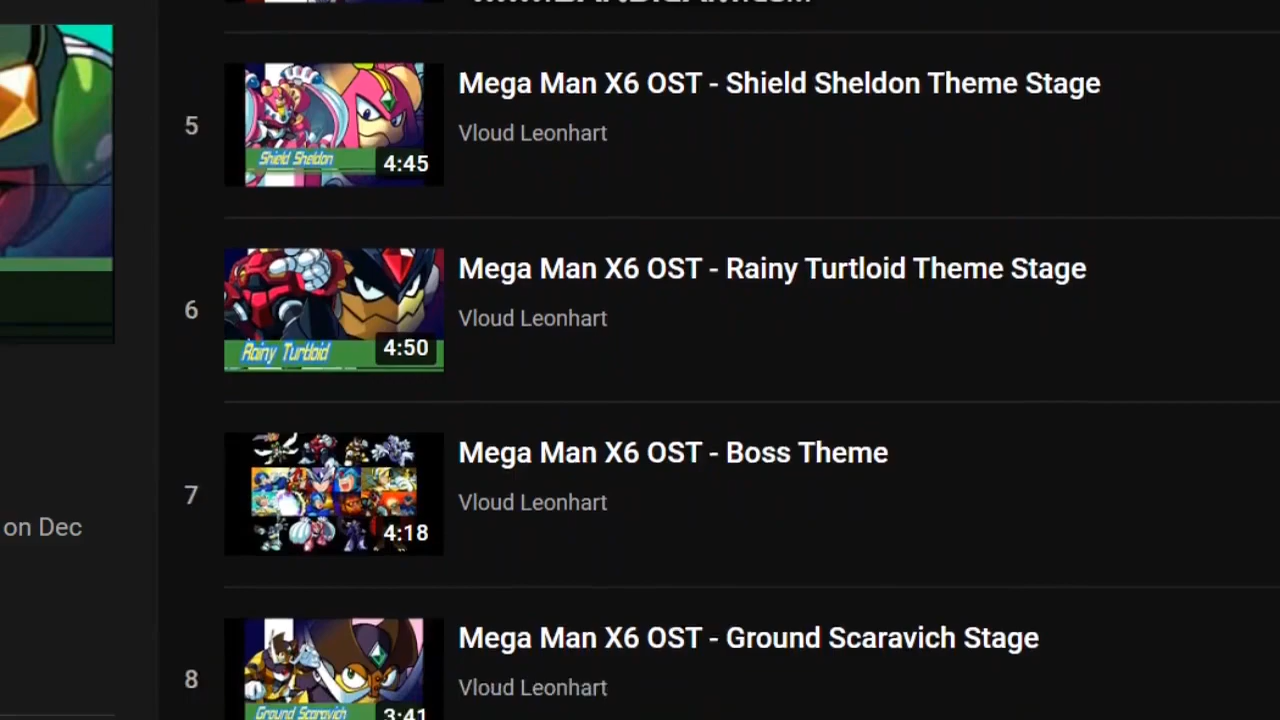 5
Mega Man X6 OST - Shield Sheldon Theme Stage
Vloud Leonhart
Shield Sheldon
4:45
6
Mega Man X6 OST - Rainy Turtloid Theme Stage
Vloud Leonhart
Rainy Turtloid
4:50
7
Mega Man X6 OST - Boss Theme
Vloud Leonhart
4:18
on Dec
8
Mega Man X6 OST - Ground Scaravich Stage
Vloud Leonhart
Ground Scaravich
3:41